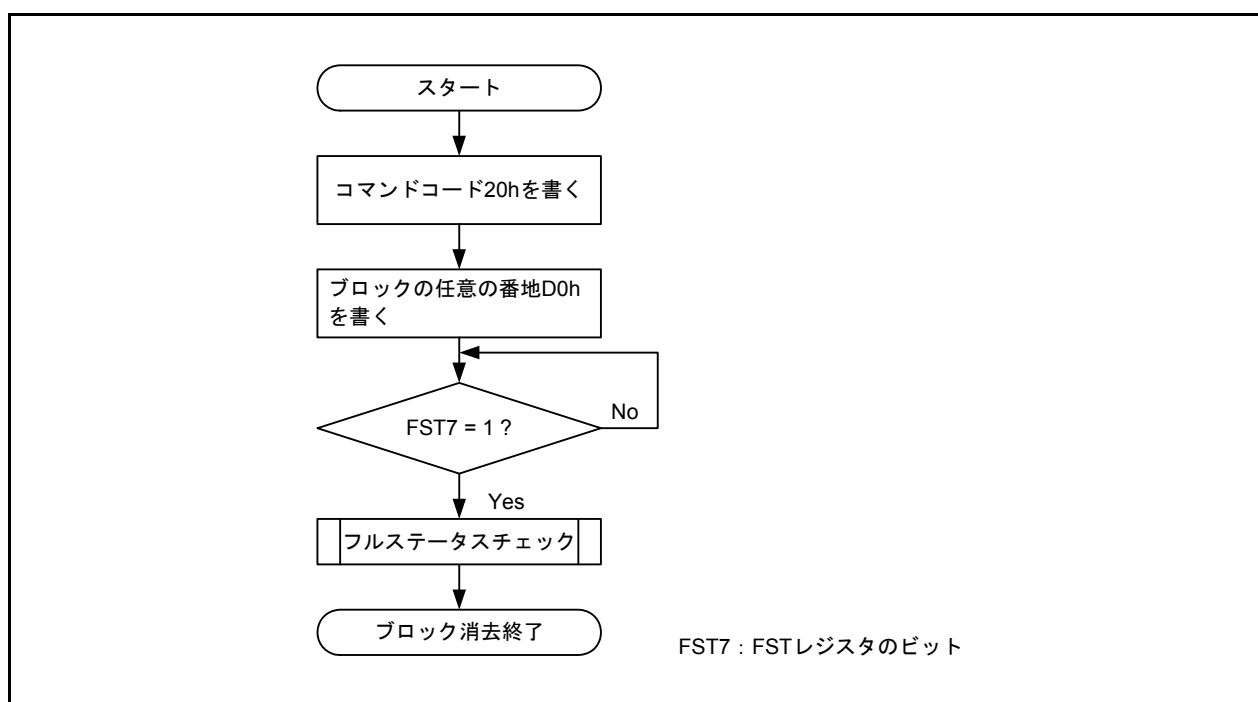 スタート
コマンドコード20hを書く
ブロックの任意の番地D0h
を書く
FST7 = 1 ?
No
Yes
フルステータスチェック
ブロック消去終了
FST7：FSTレジスタのビット